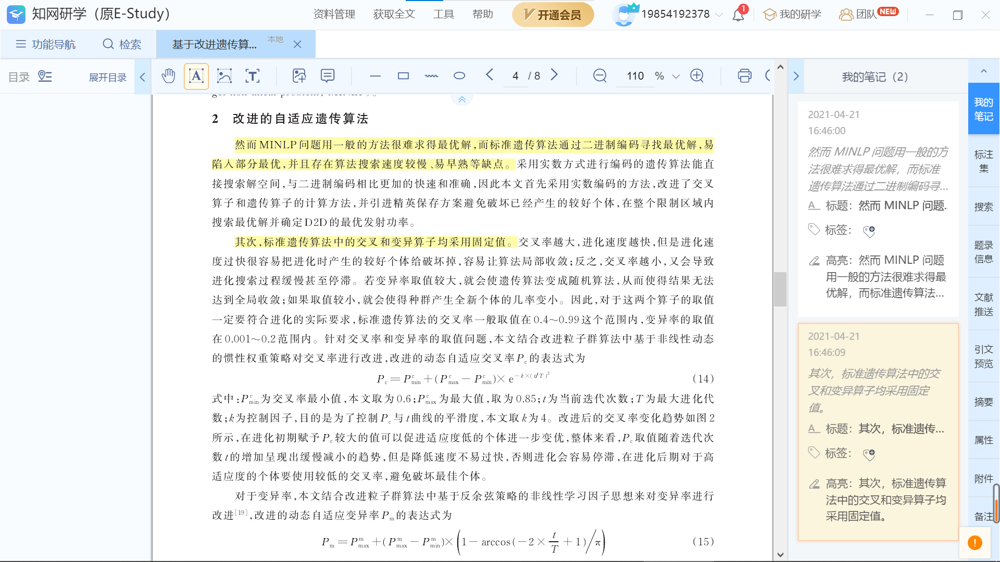 知网研学（原E-Study）
资料管理
获取全文
工具
帮助
开通会员
19854192378
1
我的研学
团队
NEW
功能导航
检索
基于改进遗传算...
本地
目录
展开目录
4 / 8
110 %
我的笔记（2）
2 改进的自适应遗传算法
然而MINLP问题用一般的方法很难求得最优解,而标准遗传算法通过二进制编码寻找最优解,易
陷入部分最优,并且存在算法搜索速度较慢、易早熟等缺点。采用实数方式进行编码的遗传算法能直
接搜索解空间,与二进制编码相比更加的快速和准确,因此本文首先采用实数编码的方法,改进了交叉
算子和遗传算子的计算方法,并引进精英保存方案避免破坏已经产生的较好个体,在整个限制区域内
搜索最优解并确定D2D的最优发射功率。
其次,标准遗传算法中的交叉和变异算子均采用固定值。交叉率越大,进化速度越快,但是进化速
度过快很容易把进化时产生的较好个体给破坏掉,容易让算法局部收敛;反之,交叉率越小,又会导致
进化搜索过程缓慢甚至停滞。若变异率取值较大,就会使遗传算法变成随机算法,从而使得结果无法
达到全局收敛;如果取值较小,就会使得种群产生全新个体的几率变小。因此,对于这两个算子的取值
一定要符合进化的实际要求,标准遗传算法的交叉率一般取值在0.4～0.99这个范围内,变异率的取值
在0.001～0.2范围内。针对交叉率和变异率的取值问题,本文结合改进粒子群算法中基于非线性动态
的惯性权重策略对交叉率进行改进,改进的动态自适应交叉率P_c的表达式为
P_c = P_min^c + (P_max^c − P_min^c) × e^{−k×(t/T)^2} (14)
式中:P_min^c为交叉率最小值,本文取为0.6;P_max^c为最大值,取为0.85;t为当前迭代次数;T为最大进化代
数;k为控制因子,目的是为了控制P_c与t曲线的平滑度,本文取k为4。改进后的交叉率变化趋势如图2
所示,在进化初期赋予P_c较大的值可以促进适应度低的个体进一步变优,整体来看,P_c取值随着迭代次
数t的增加呈现出缓慢减小的趋势,但是降低速度不易过快,否则进化会容易停滞,在进化后期对于高
适应度的个体要使用较低的交叉率,避免破坏最佳个体。
对于变异率,本文结合改进粒子群算法中基于反余弦策略的非线性学习因子思想来对变异率进行
改进[19],改进的动态自适应变异率P_m的表达式为
P_m = P_max^m + (P_max^m − P_min^m) × (1 − arccos(−2 × t/T + 1)/π) (15)
2021-04-21
16:46:00
然而 MINLP 问题用一般的方
法很难求得最优解，而标准
遗传算法通过二进制编码寻...
标题：然而 MINLP 问题.
标签：
高亮：然而 MINLP 问题
用一般的方法很难求得最
优解，而标准遗传算法...
2021-04-21
16:46:09
其次，标准遗传算法中的交
叉和变异算子均采用固定
值。
标题：其次，标准遗传...
标签：
高亮：其次，标准遗传算
法中的交叉和变异算子均
采用固定值。
我的
笔记
标注
集
搜索
题录
信息
文献
推送
引文
预览
摘要
属性
附件
备注